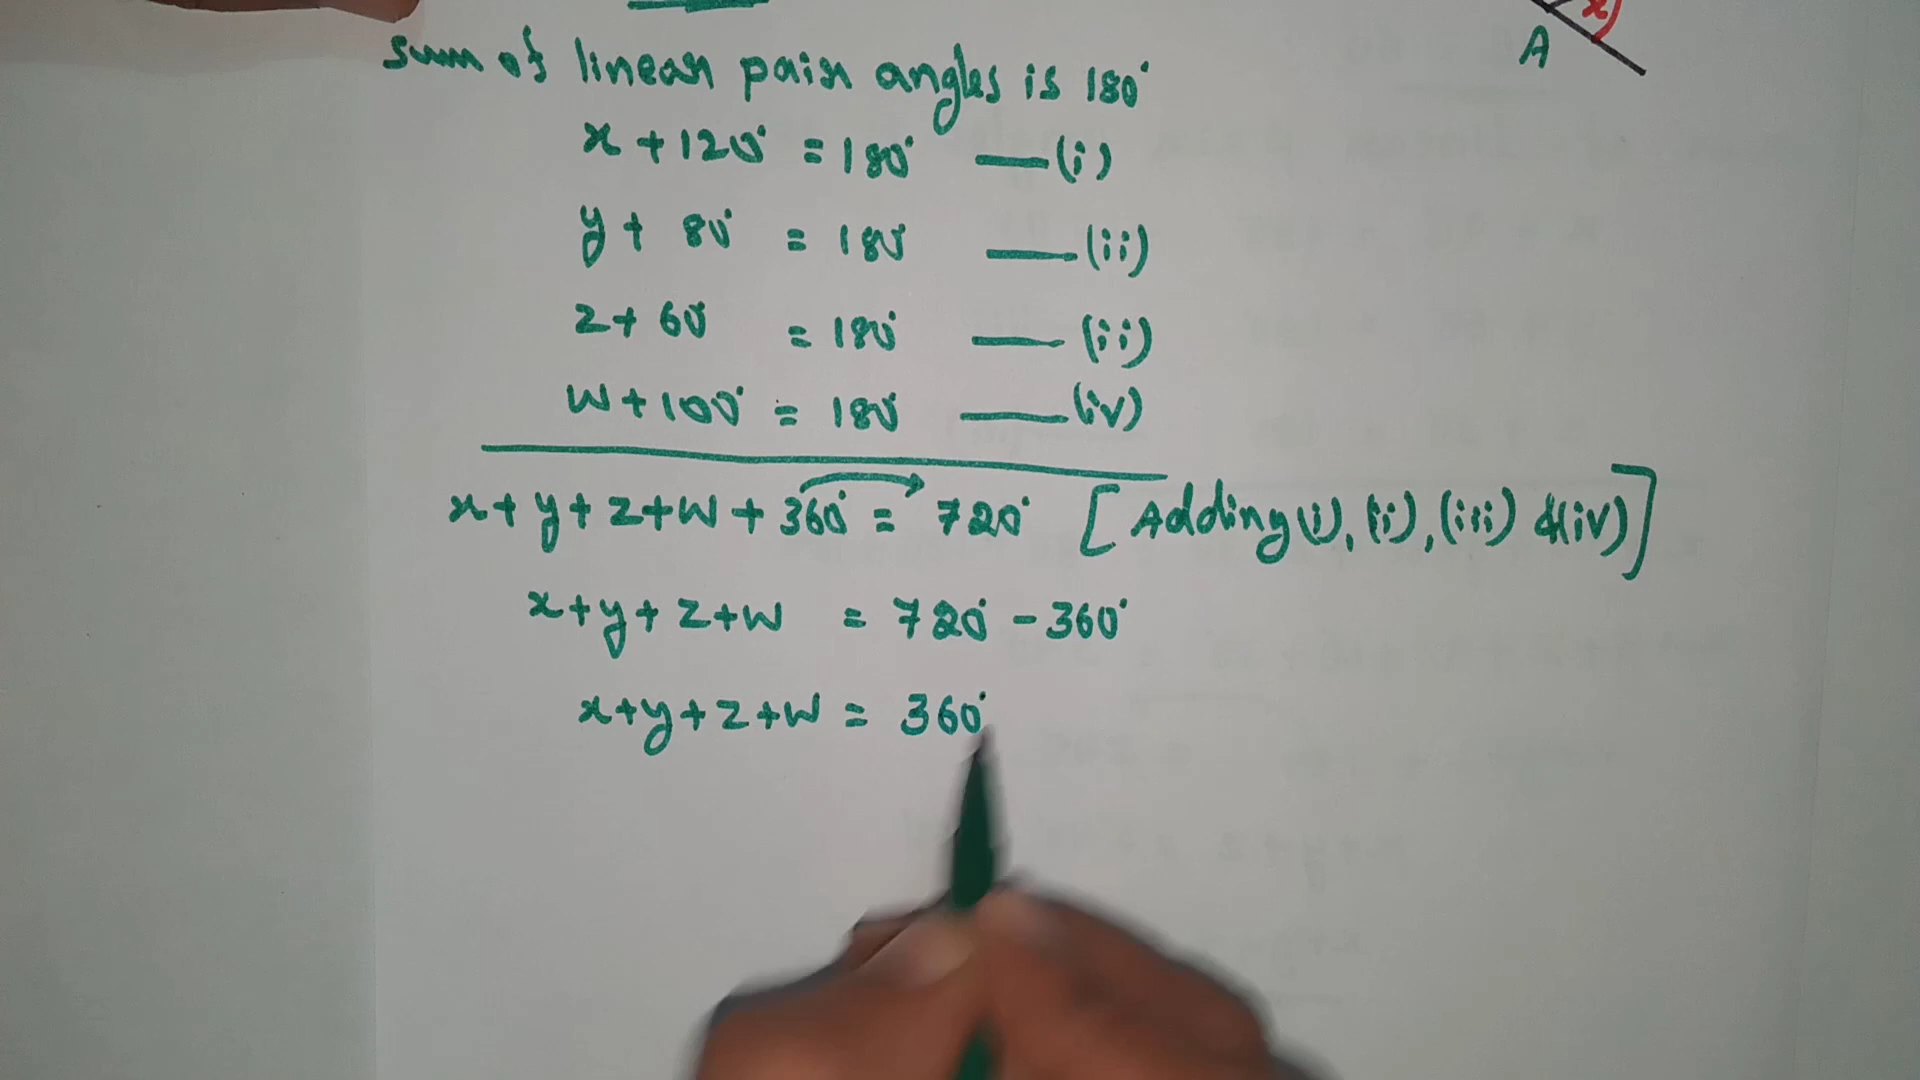 x)
A
sum of linear pair angles is 180°
x + 120° = 180° —(i)
y + 80° = 180° —(ii)
z + 60° = 180° —(ii)
w + 100° = 180° —(iv)
x + y + z + w + 360° = 720° [Adding (i), (ii), (iii) & (iv)]
x + y + z + w = 720° - 360°
x + y + z + w = 360°